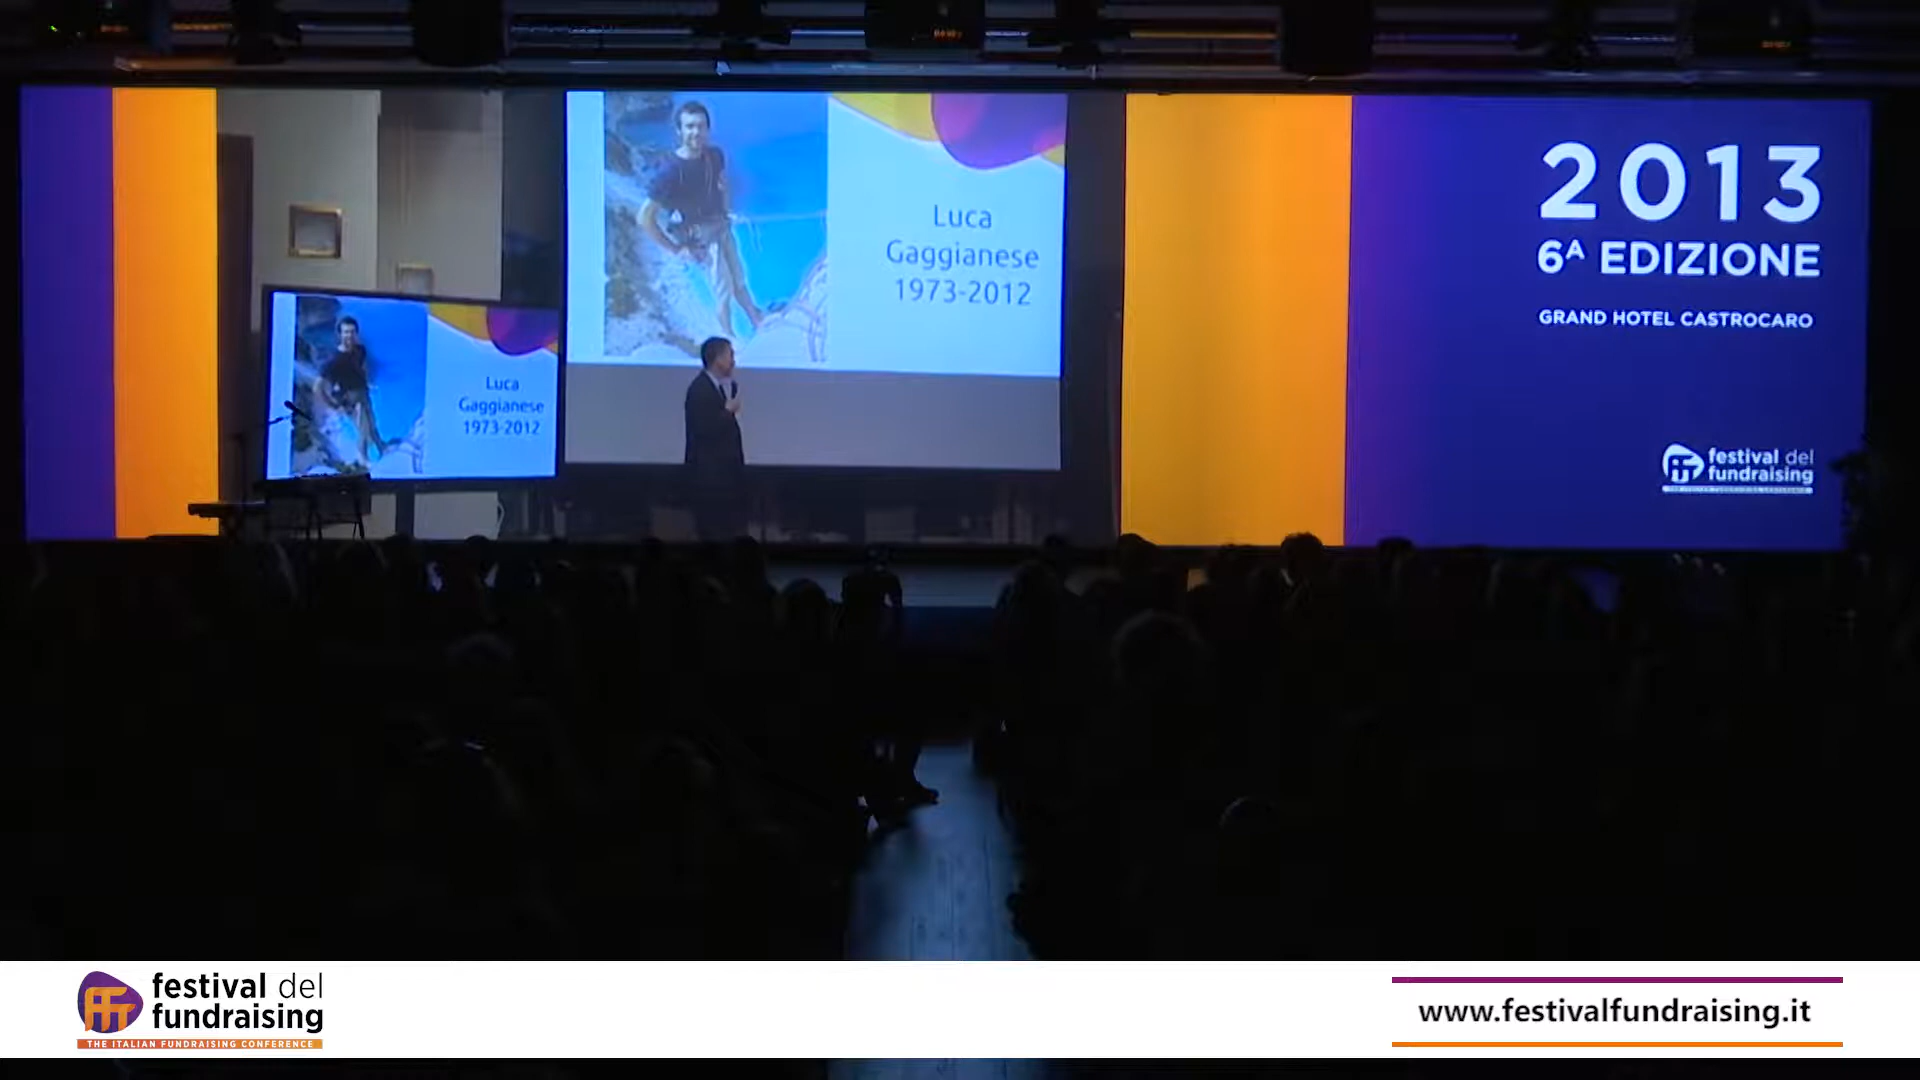 Luca
Gaggianese
1973-2012
Luca
Gaggianese
1973-2012
2013
6ᴬ EDIZIONE
GRAND HOTEL CASTROCARO
festival del
fundraising
festival del
fundraising
THE ITALIAN FUNDRAISING CONFERENCE
www.festivalfundraising.it